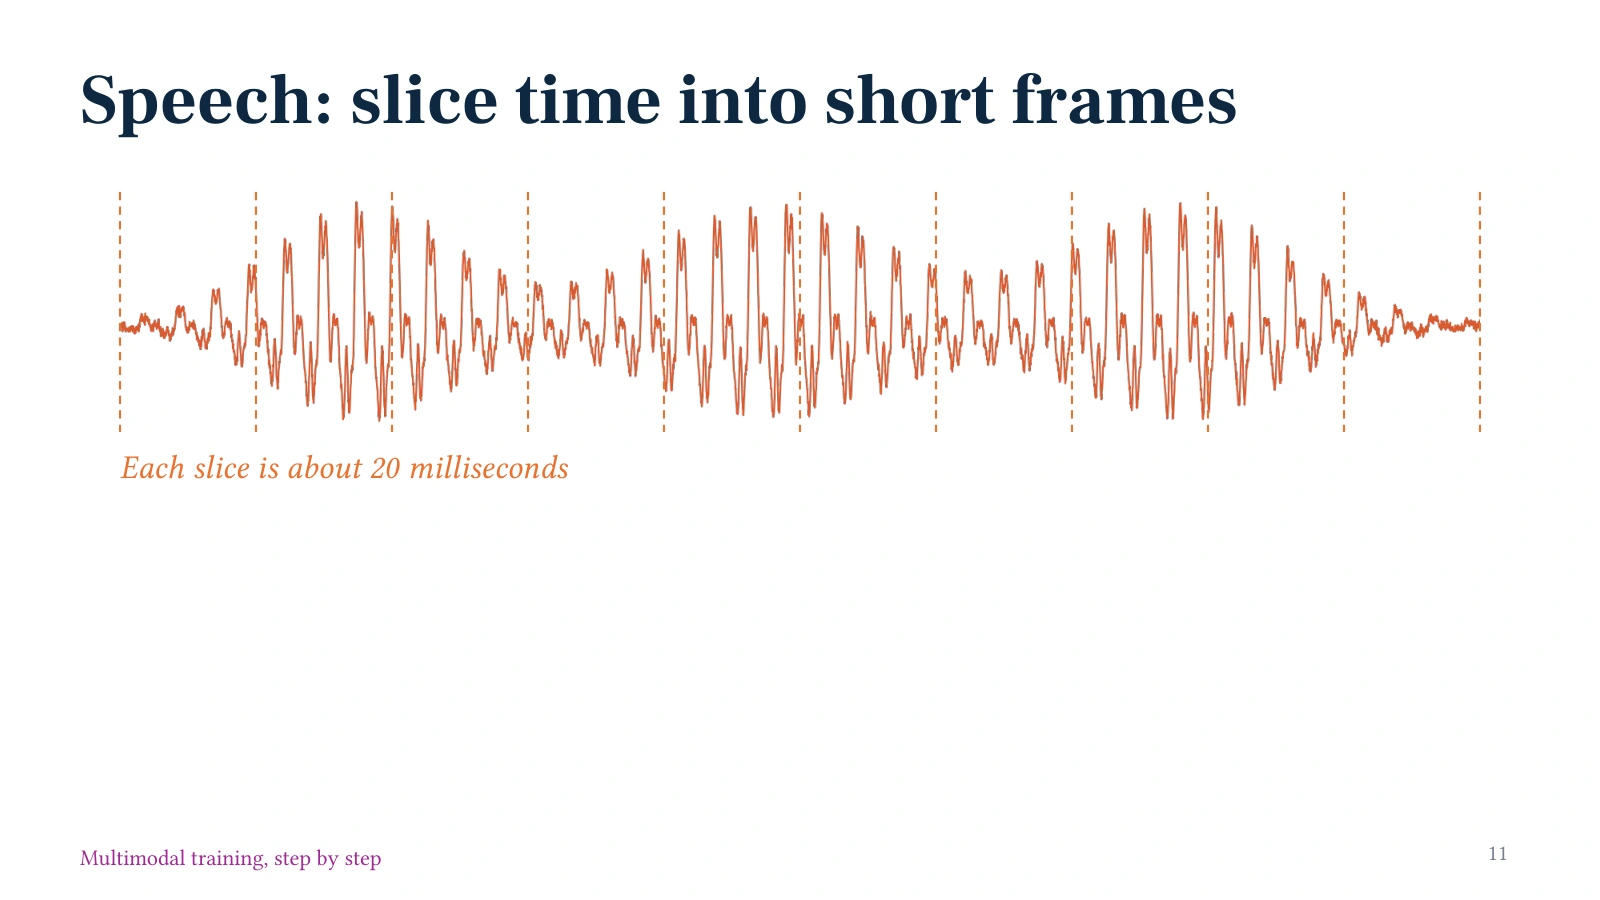 Speech: slice time into short frames
Each slice is about 20 milliseconds
Multimodal training, step by step
11